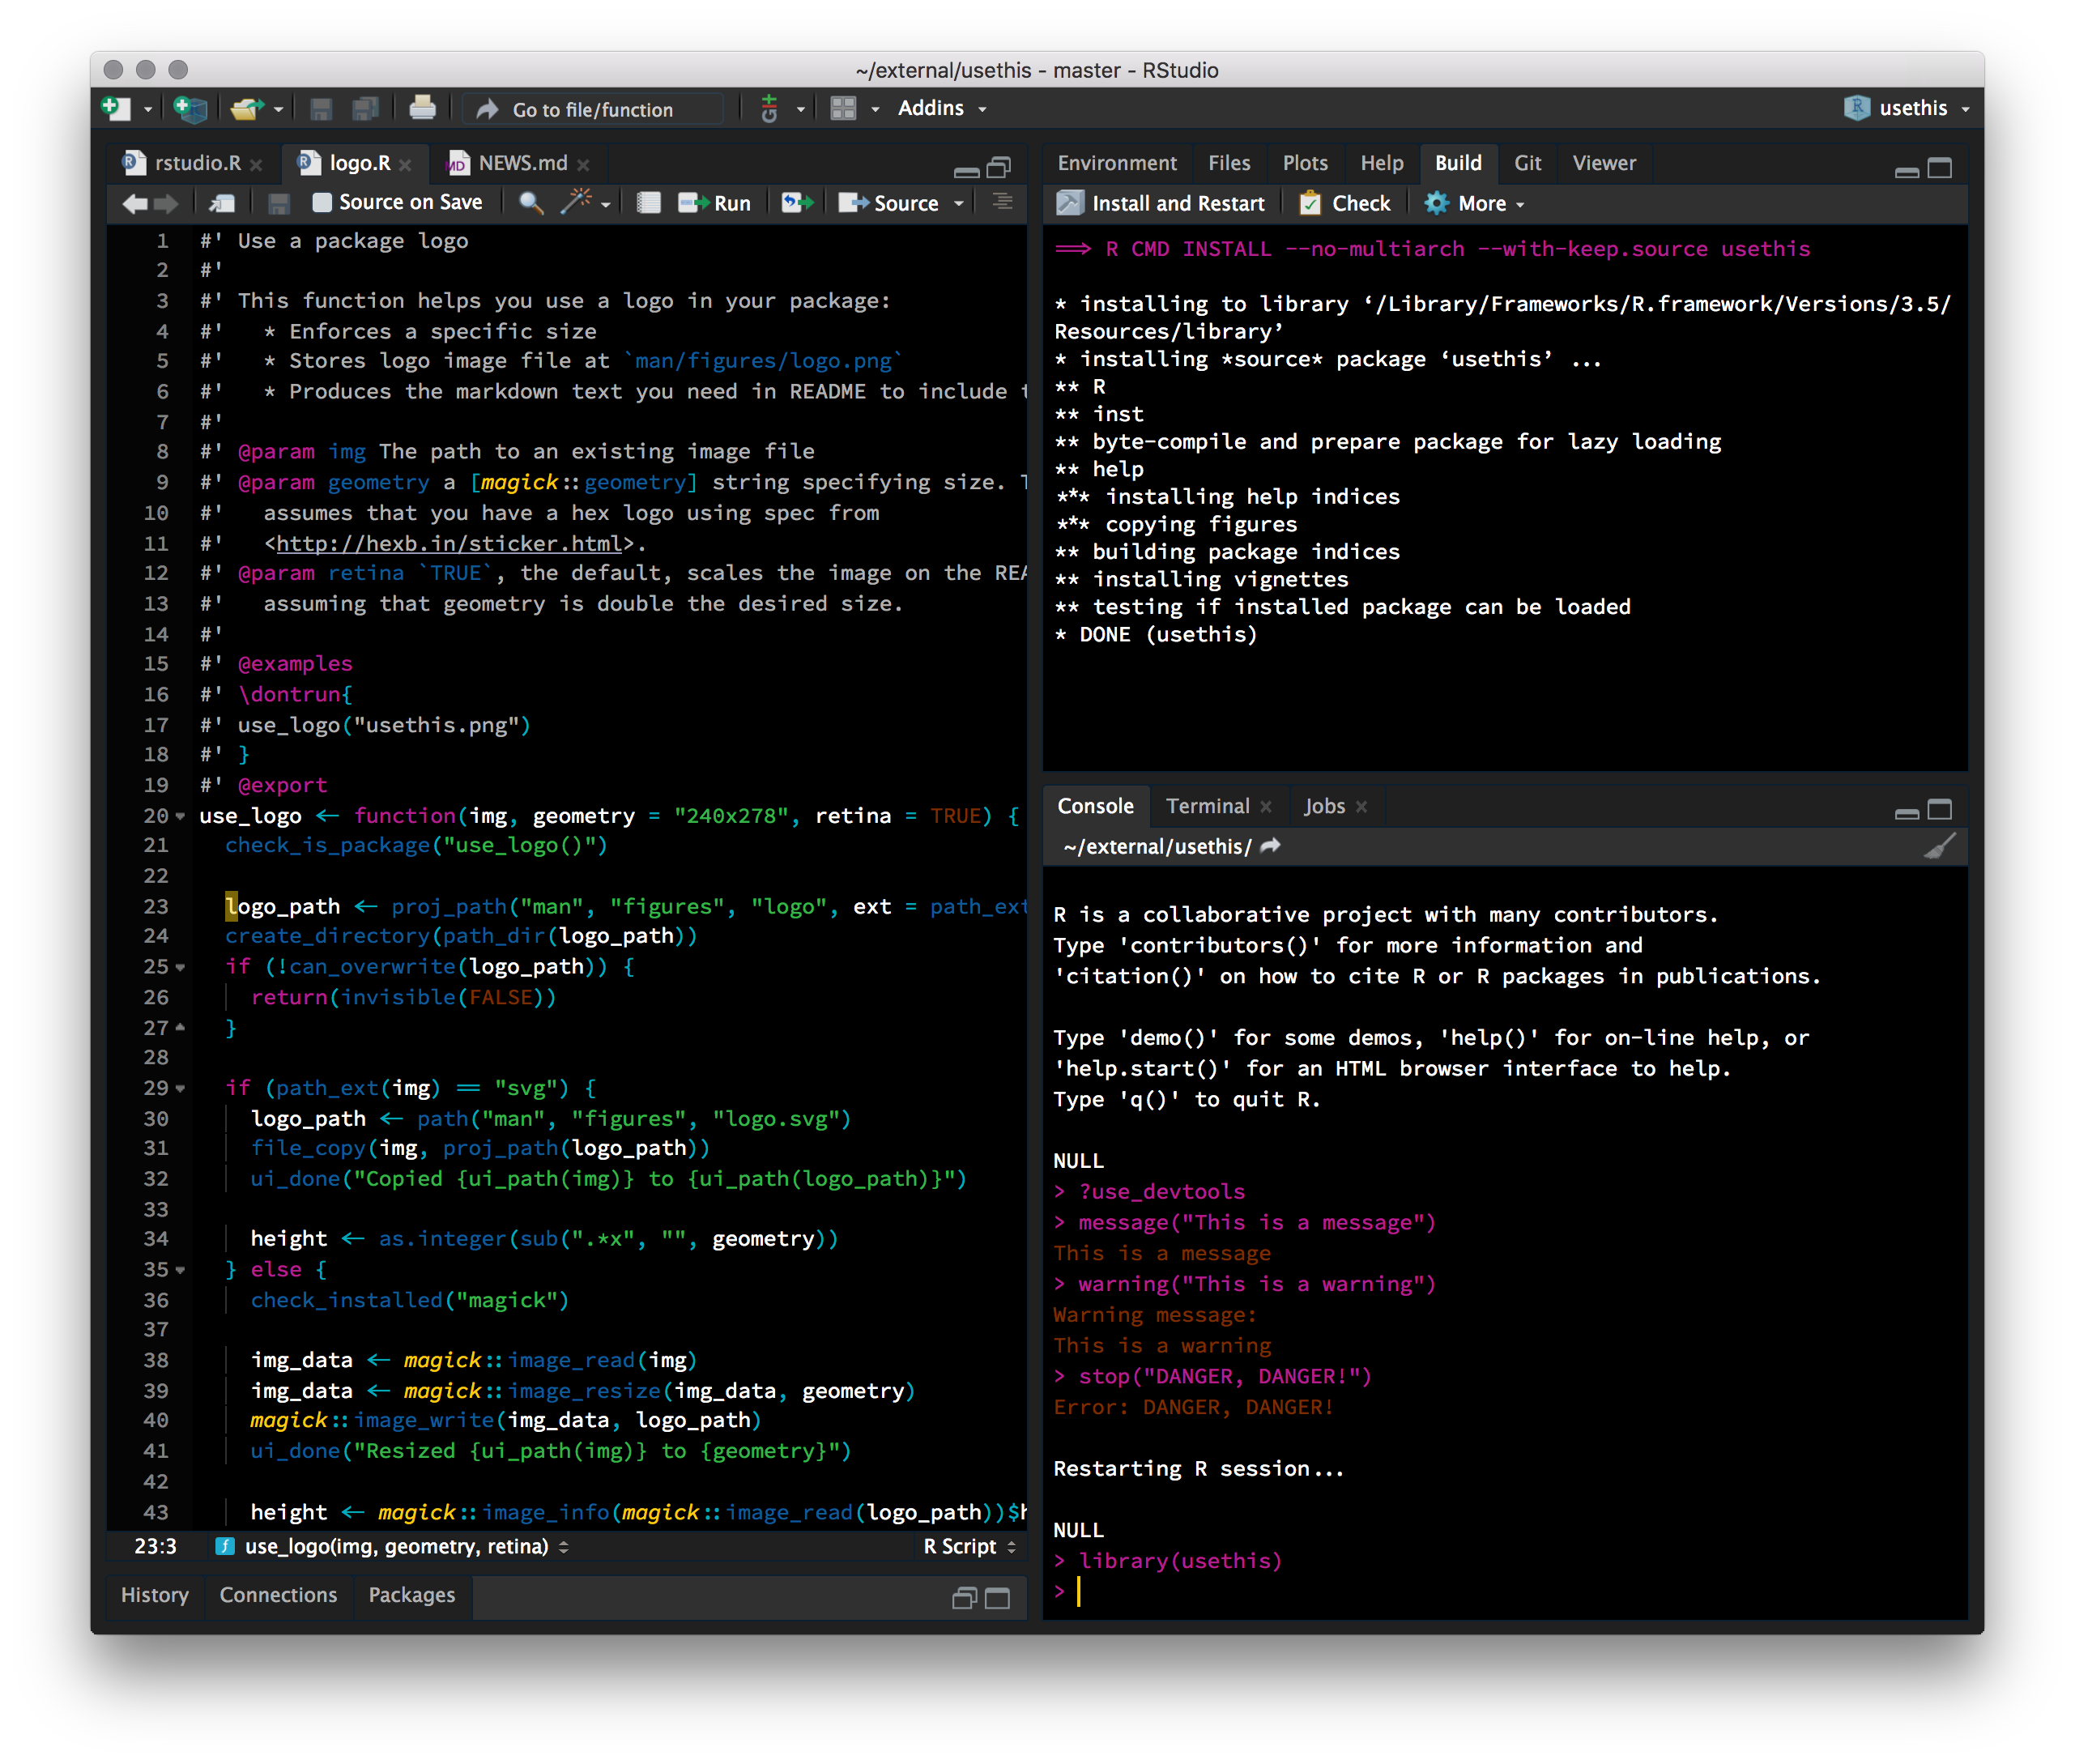 ~/external/usethis - master - RStudio
Go to file/function
Addins
usethis
rstudio.R
logo.R
NEWS.md
Source on Save
Run
Source
1 #' Use a package logo
2 #'
3 #' This function helps you use a logo in your package:
4 #'   * Enforces a specific size
5 #'   * Stores logo image file at `man/figures/logo.png`
6 #'   * Produces the markdown text you need in README to include
7 #'
8 #' @param img The path to an existing image file
9 #' @param geometry a [magick::geometry] string specifying size.
10 #'   assumes that you have a hex logo using spec from
11 #'   <http://hexb.in/sticker.html>.
12 #' @param retina `TRUE`, the default, scales the image on the
13 #'   assuming that geometry is double the desired size.
14 #'
15 #' @examples
16 #' \dontrun{
17 #' use_logo("usethis.png")
18 #' }
19 #' @export
20 use_logo <- function(img, geometry = "240x278", retina = TRUE) {
21   check_is_package("use_logo()")
22
23   logo_path <- proj_path("man", "figures", "logo", ext = path_ext
24   create_directory(path_dir(logo_path))
25   if (!can_overwrite(logo_path)) {
26     return(invisible(FALSE))
27   }
28
29   if (path_ext(img) == "svg") {
30     logo_path <- path("man", "figures", "logo.svg")
31     file_copy(img, proj_path(logo_path))
32     ui_done("Copied {ui_path(img)} to {ui_path(logo_path)}")
33
34     height <- as.integer(sub(".*x", "", geometry))
35   } else {
36     check_installed("magick")
37
38     img_data <- magick::image_read(img)
39     img_data <- magick::image_resize(img_data, geometry)
40     magick::image_write(img_data, logo_path)
41     ui_done("Resized {ui_path(img)} to {geometry}")
42
43     height <- magick::image_info(magick::image_read(logo_path))$h
23:3
use_logo(img, geometry, retina)
R Script
History
Connections
Packages
Environment
Files
Plots
Help
Build
Git
Viewer
Install and Restart
Check
More
==> R CMD INSTALL --no-multiarch --with-keep.source usethis
* installing to library ‘/Library/Frameworks/R.framework/Versions/3.5/
Resources/library’
* installing *source* package ‘usethis’ ...
** R
** inst
** byte-compile and prepare package for lazy loading
** help
*** installing help indices
*** copying figures
** building package indices
** installing vignettes
** testing if installed package can be loaded
* DONE (usethis)
Console
Terminal
Jobs
~/external/usethis/
R is a collaborative project with many contributors.
Type 'contributors()' for more information and
'citation()' on how to cite R or R packages in publications.
Type 'demo()' for some demos, 'help()' for on-line help, or
'help.start()' for an HTML browser interface to help.
Type 'q()' to quit R.
NULL
> ?use_devtools
> message("This is a message")
This is a message
> warning("This is a warning")
Warning message:
This is a warning
> stop("DANGER, DANGER!")
Error: DANGER, DANGER!
Restarting R session...
NULL
> library(usethis)
>